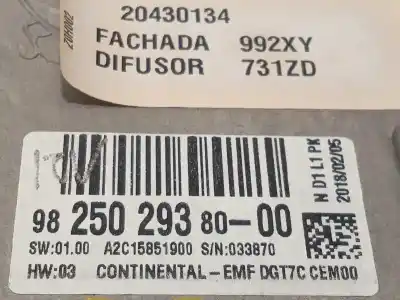 20430134
FACHADA 992XY
DIFUSOR 731ZD
98 250 293 80-00
SW:01.00 A2C15851900 S/N:033870
HW:03 CONTINENTAL-EMF DGT7C CEM00
N D1 L1 PK
2018/02/05